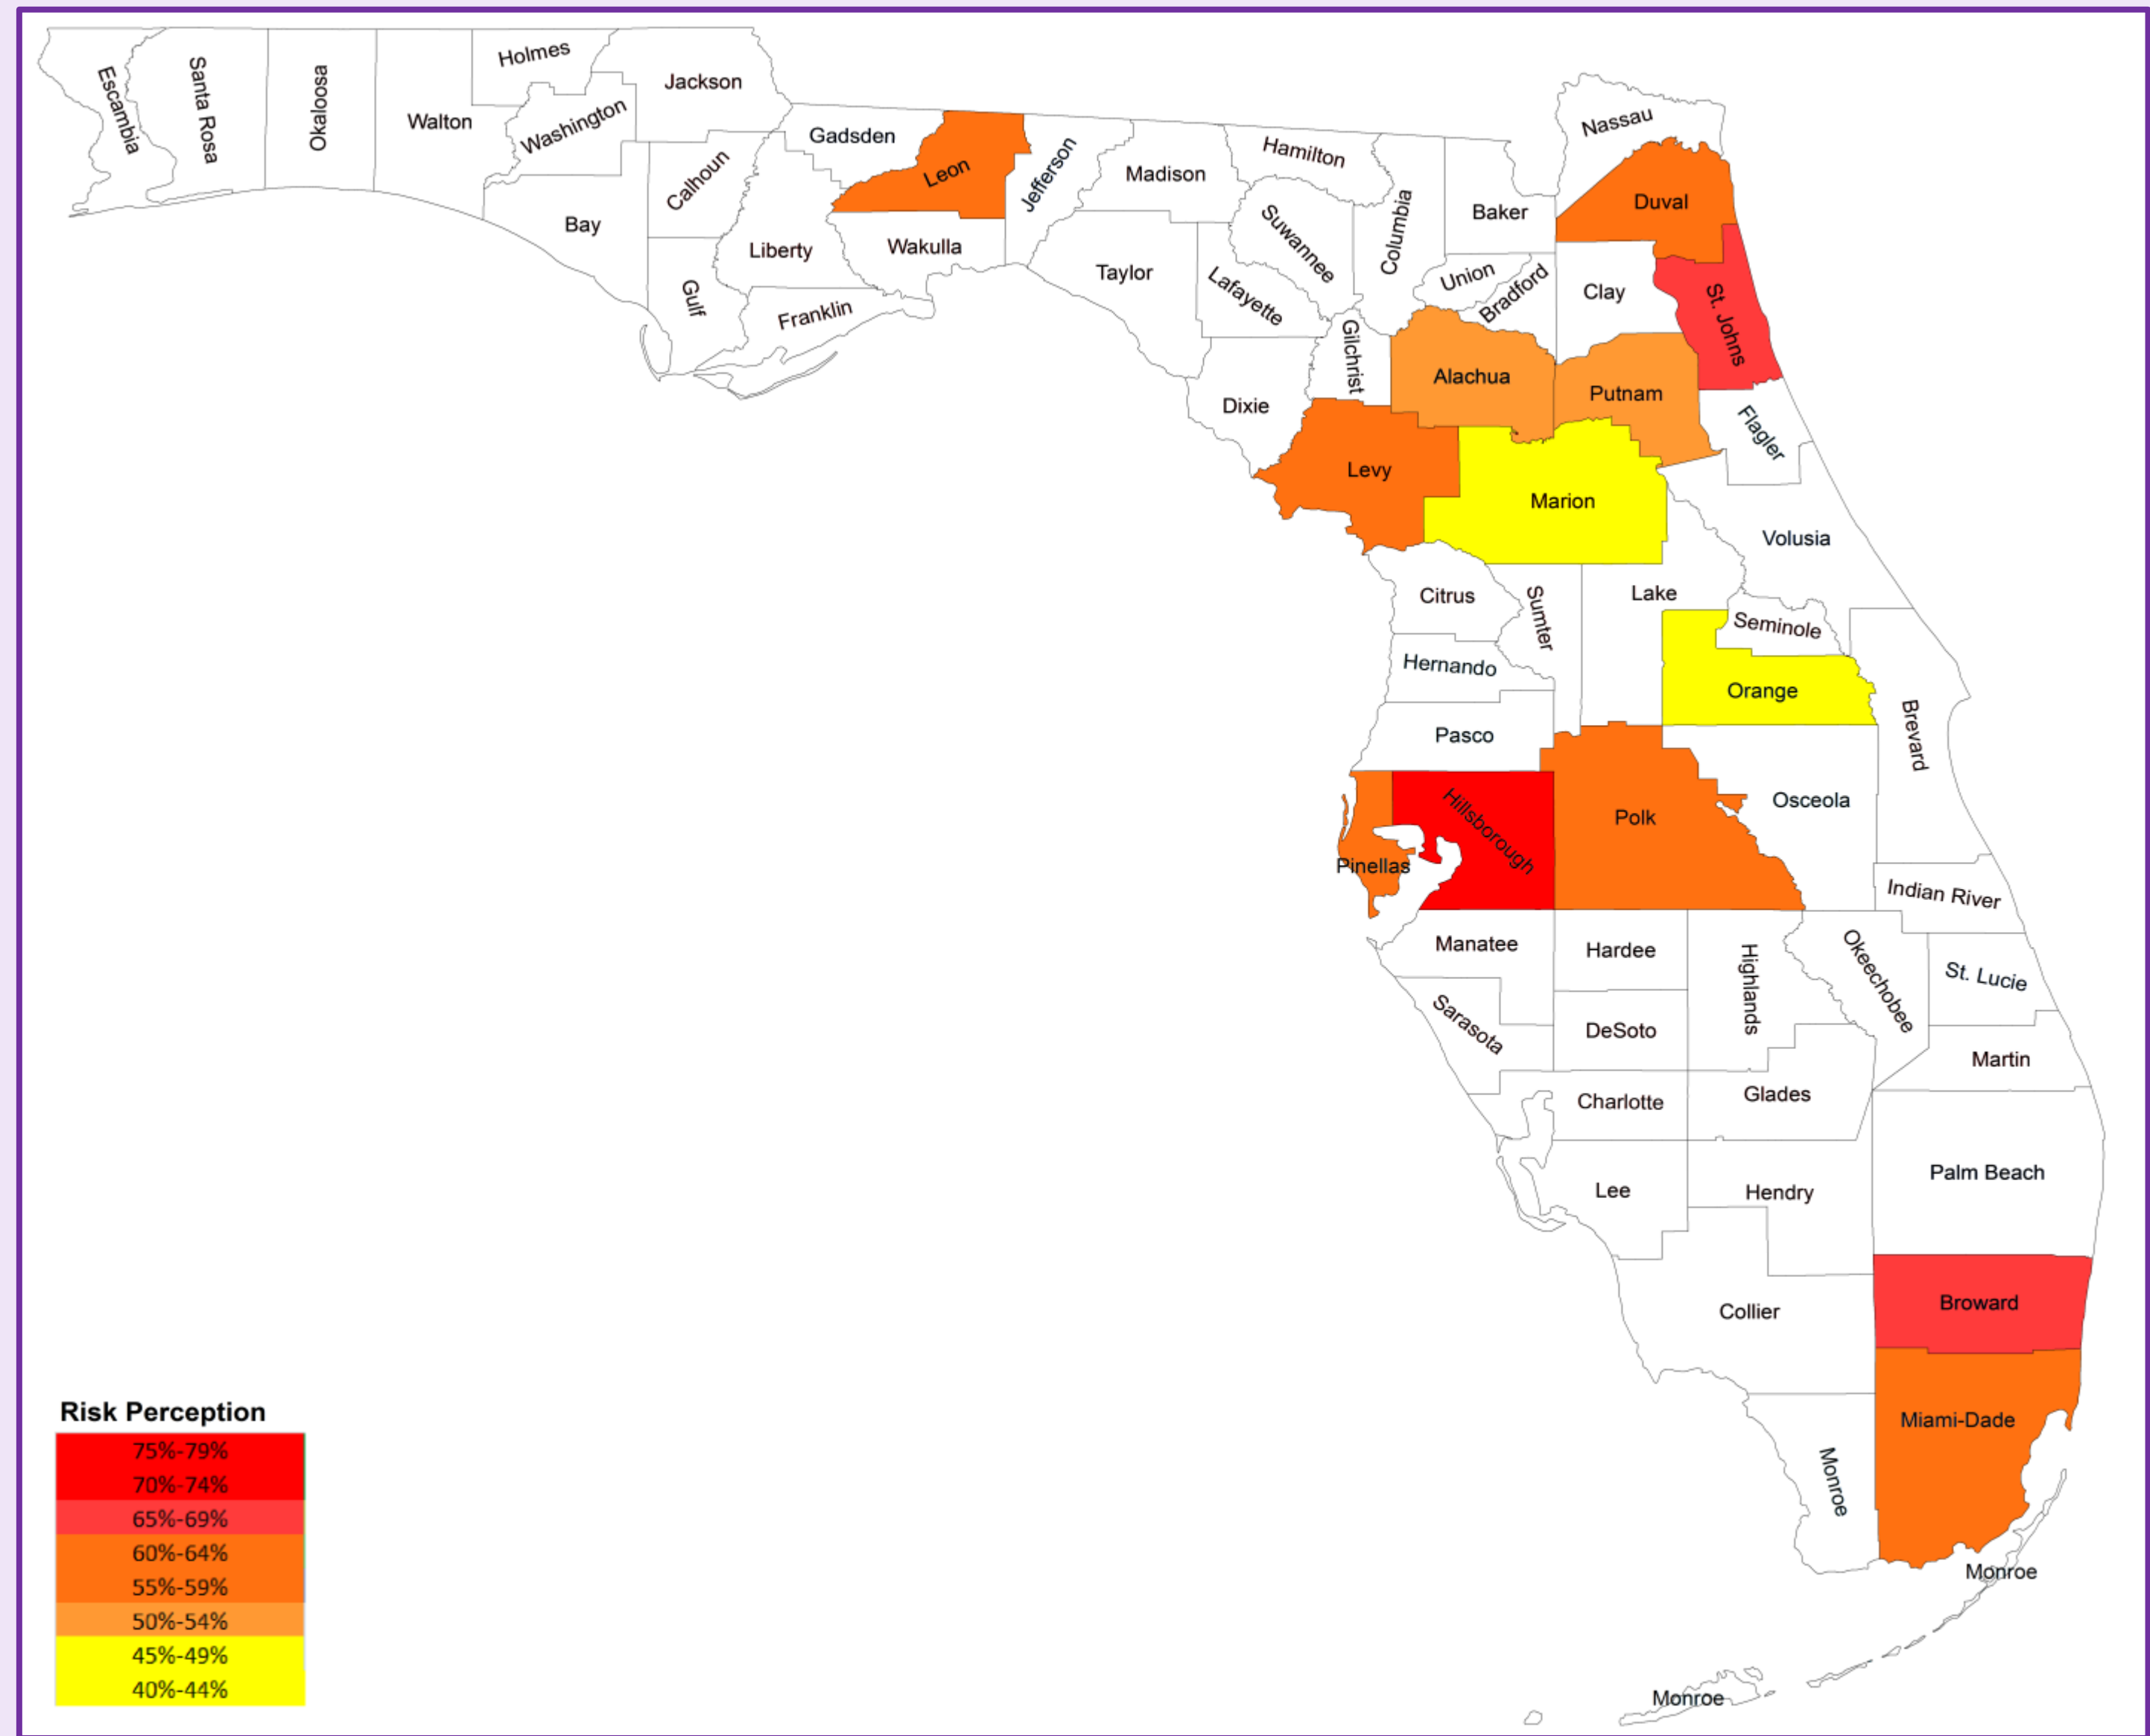 Holmes
Jackson
Escambia
Santa Rosa
Okaloosa
Walton
Washington
Gadsden
Leon
Jefferson
Madison
Hamilton
Nassau
Calhoun
Columbia
Baker
Duval
Bay
Liberty
Wakulla
Suwannee
Taylor
Lafayette
Union
Bradford
Clay
St. Johns
Gulf
Franklin
Gilchrist
Alachua
Putnam
Dixie
Flagler
Levy
Marion
Volusia
Citrus
Sumter
Lake
Seminole
Hernando
Orange
Pasco
Brevard
Hillsborough
Polk
Osceola
Pinellas
Indian River
Manatee
Hardee
Highlands
Okeechobee
St. Lucie
Sarasota
DeSoto
Martin
Charlotte
Glades
Palm Beach
Lee
Hendry
Broward
Collier
Miami-Dade
Monroe
Monroe
Monroe
Risk Perception
75%-79%
70%-74%
65%-69%
60%-64%
55%-59%
50%-54%
45%-49%
40%-44%